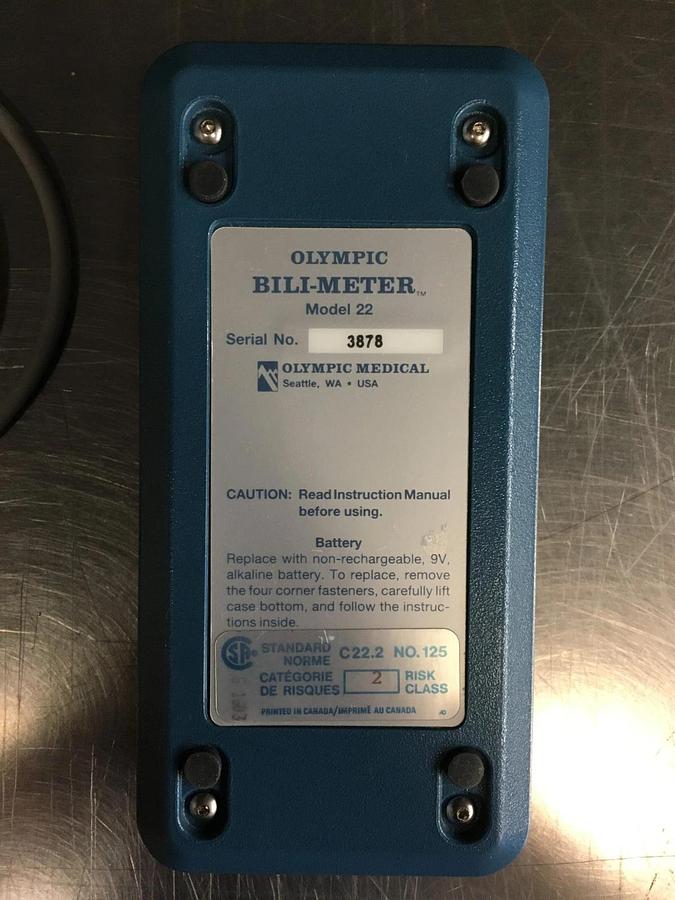 OLYMPIC
BILI-METER™
Model 22
Serial No. 3878
OLYMPIC MEDICAL
Seattle, WA • USA
CAUTION: Read Instruction Manual
before using.
Battery
Replace with non-rechargeable, 9V,
alkaline battery. To replace, remove
the four corner fasteners, carefully lift
case bottom, and follow the instruc-
tions inside.
SA® STANDARD C22.2 NO.125
NORME
CATÉGORIE 2 RISK
DE RISQUES CLASS
PRINTED IN CANADA/IMPRIMÉ AU CANADA